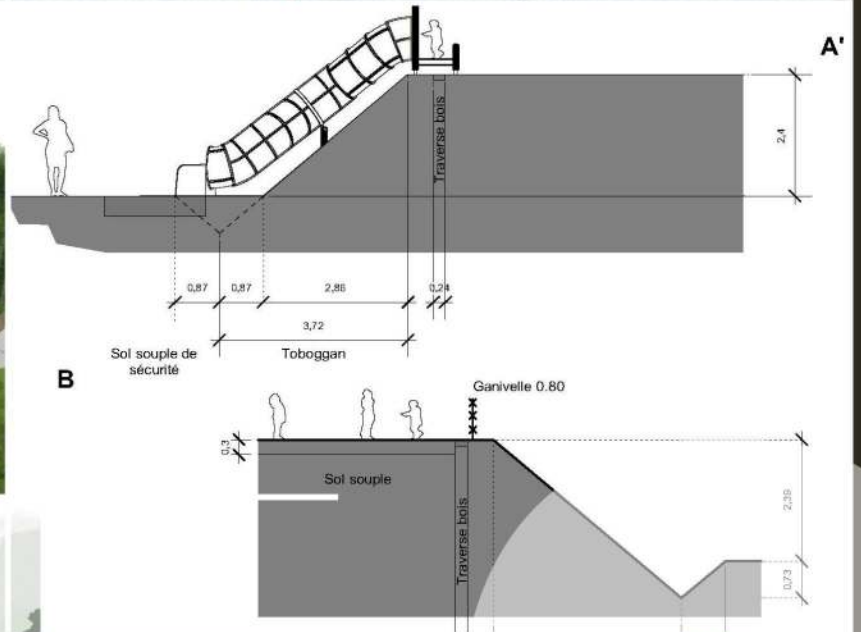 A'
Traverse bois
2,4
0,87
0,87
2,86
0,24
3,72
Sol souple de
sécurité
Toboggan
B
Ganivelle 0.80
0,3
Sol souple
Traverse bois
2,39
0,73